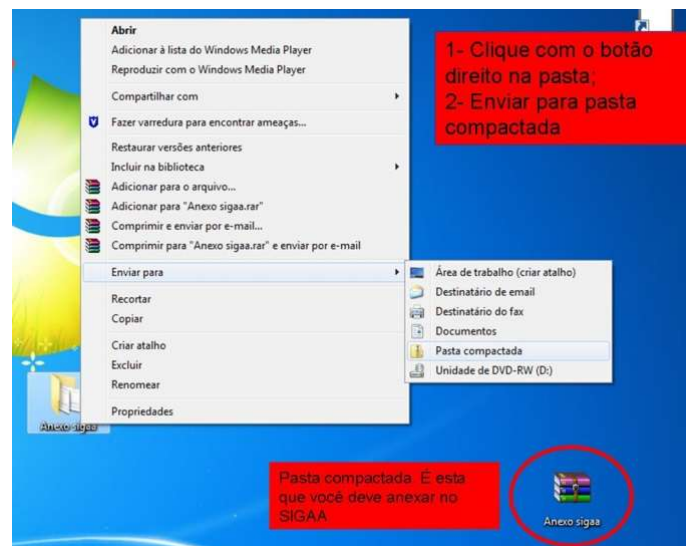 Abrir
Adicionar à lista do Windows Media Player
Reproduzir com o Windows Media Player
Compartilhar com
Fazer varredura para encontrar ameaças...
Restaurar versões anteriores
Incluir na biblioteca
Adicionar para o arquivo...
Adicionar para "Anexo sigaa.rar"
Comprimir e enviar por e-mail...
Comprimir para "Anexo sigaa.rar" e enviar por e-mail
Enviar para
Recortar
Copiar
Criar atalho
Excluir
Renomear
Propriedades
Área de trabalho (criar atalho)
Destinatário de email
Destinatário do fax
Documentos
Pasta compactada
Unidade de DVD-RW (D:)
1- Clique com o botão
direito na pasta;
2- Enviar para pasta
compactada
Anexo sigaa
Pasta compactada. É esta
que você deve anexar no
SIGAA
Anexo sigaa